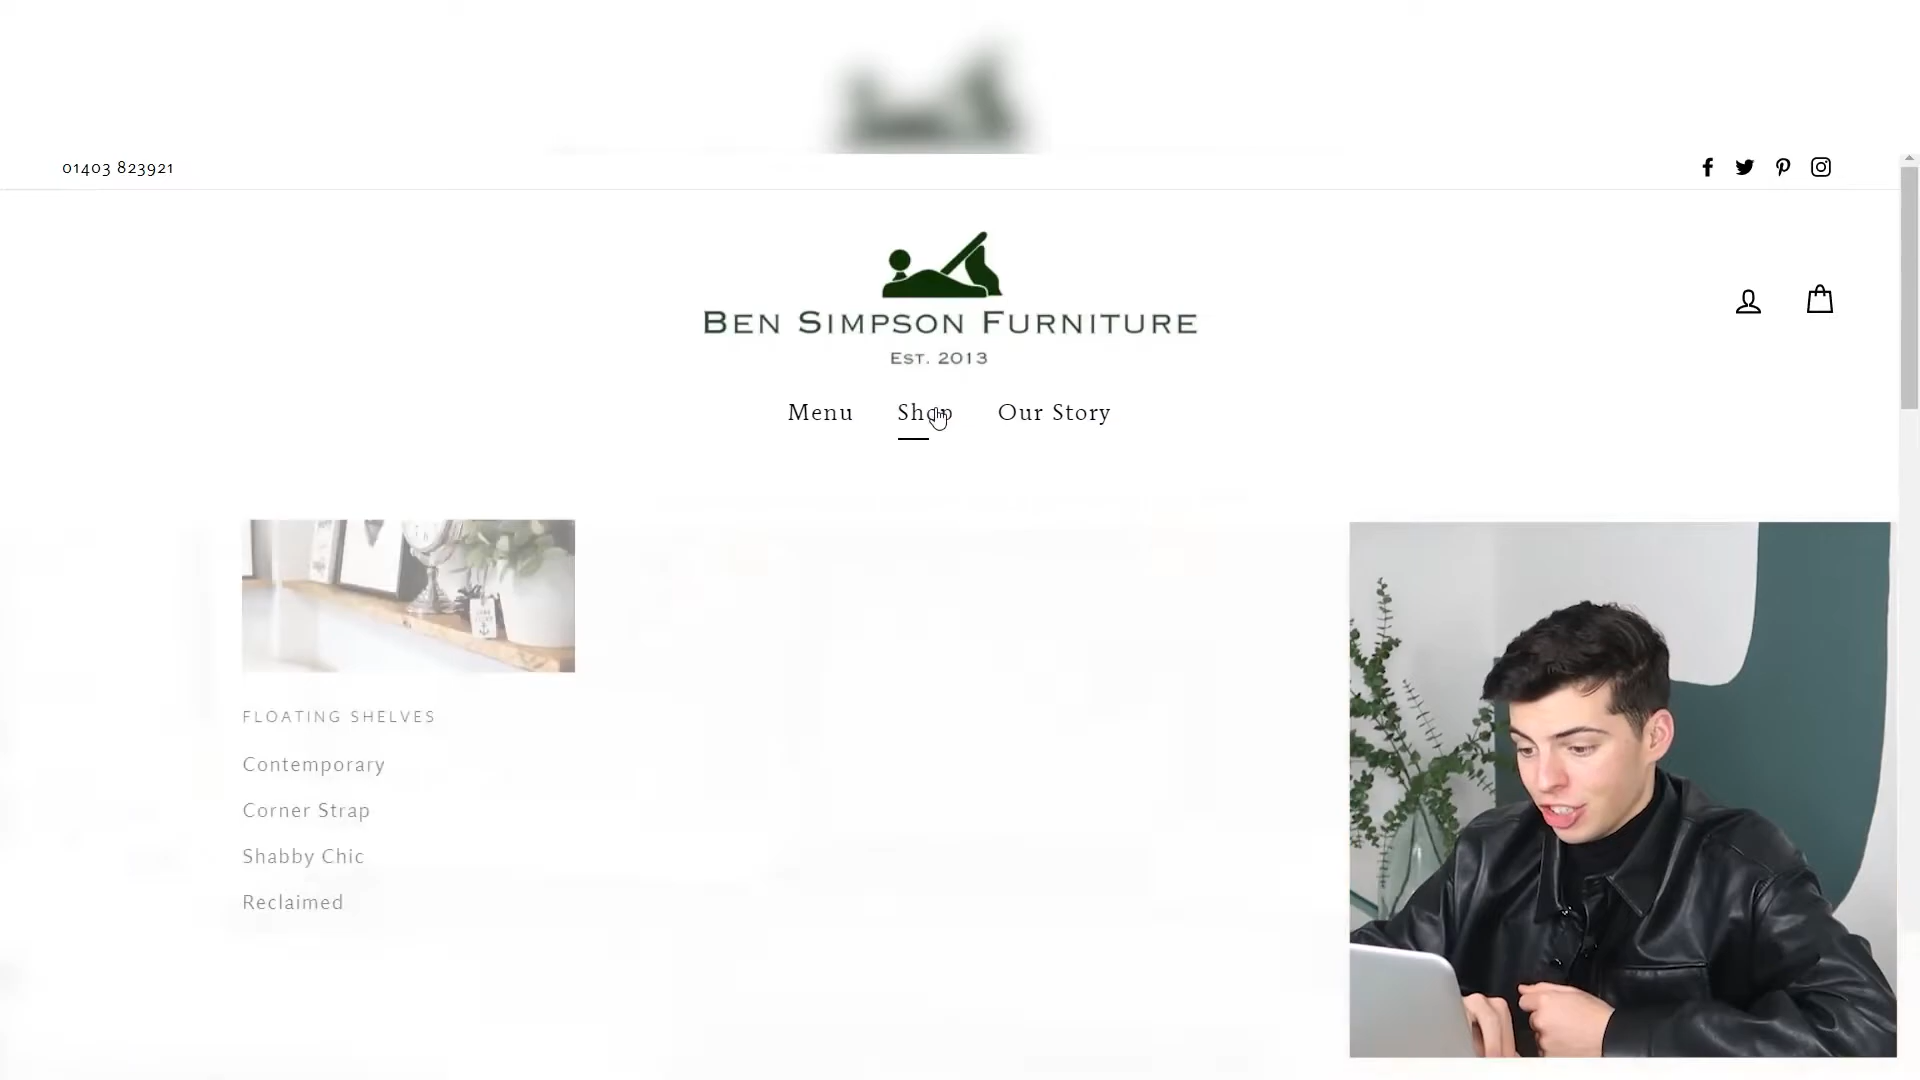 01403 823921
BEN SIMPSON FURNITURE
EST. 2013
Menu Shop Our Story
FLOATING SHELVES
Contemporary
Corner Strap
Shabby Chic
Reclaimed